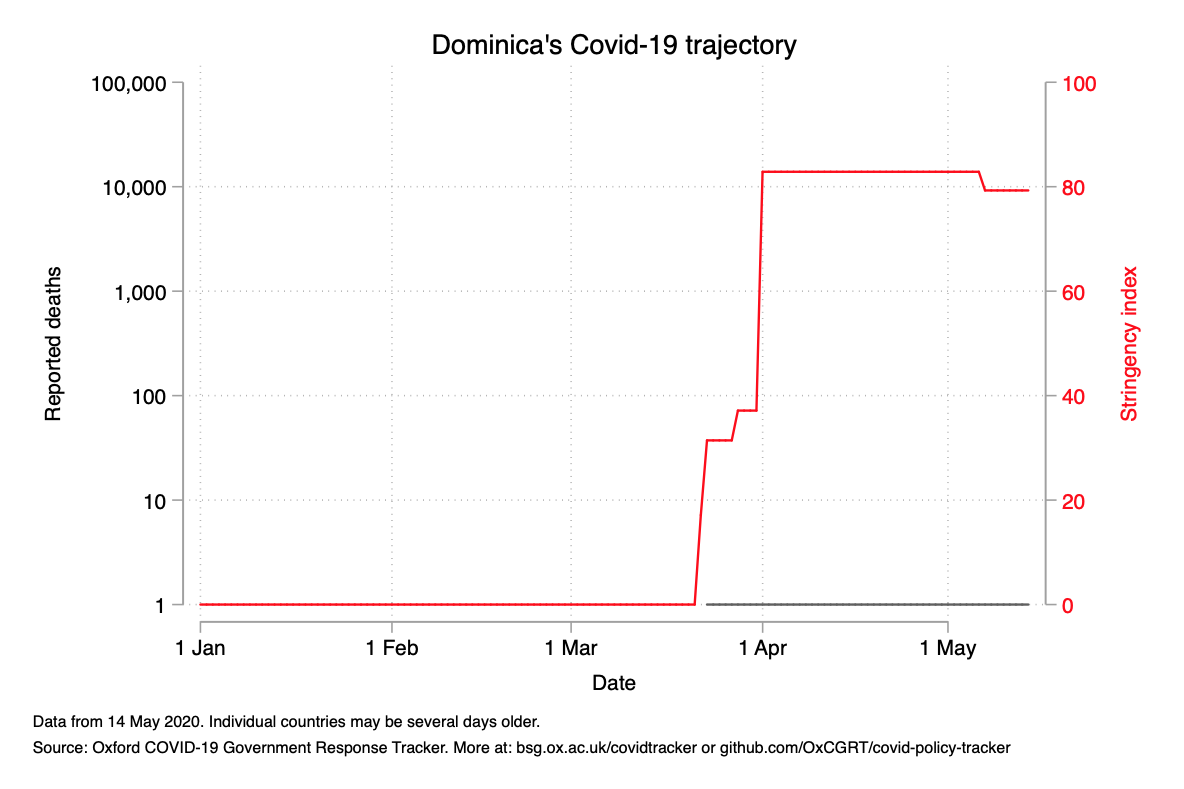 Dominica's Covid-19 trajectory
100,000
10,000
1,000
100
10
1
Reported deaths
100
80
60
40
20
0
Stringency index
1 Jan
1 Feb
1 Mar
1 Apr
1 May
Date
Data from 14 May 2020. Individual countries may be several days older.
Source: Oxford COVID-19 Government Response Tracker. More at: bsg.ox.ac.uk/covidtracker or github.com/OxCGRT/covid-policy-tracker